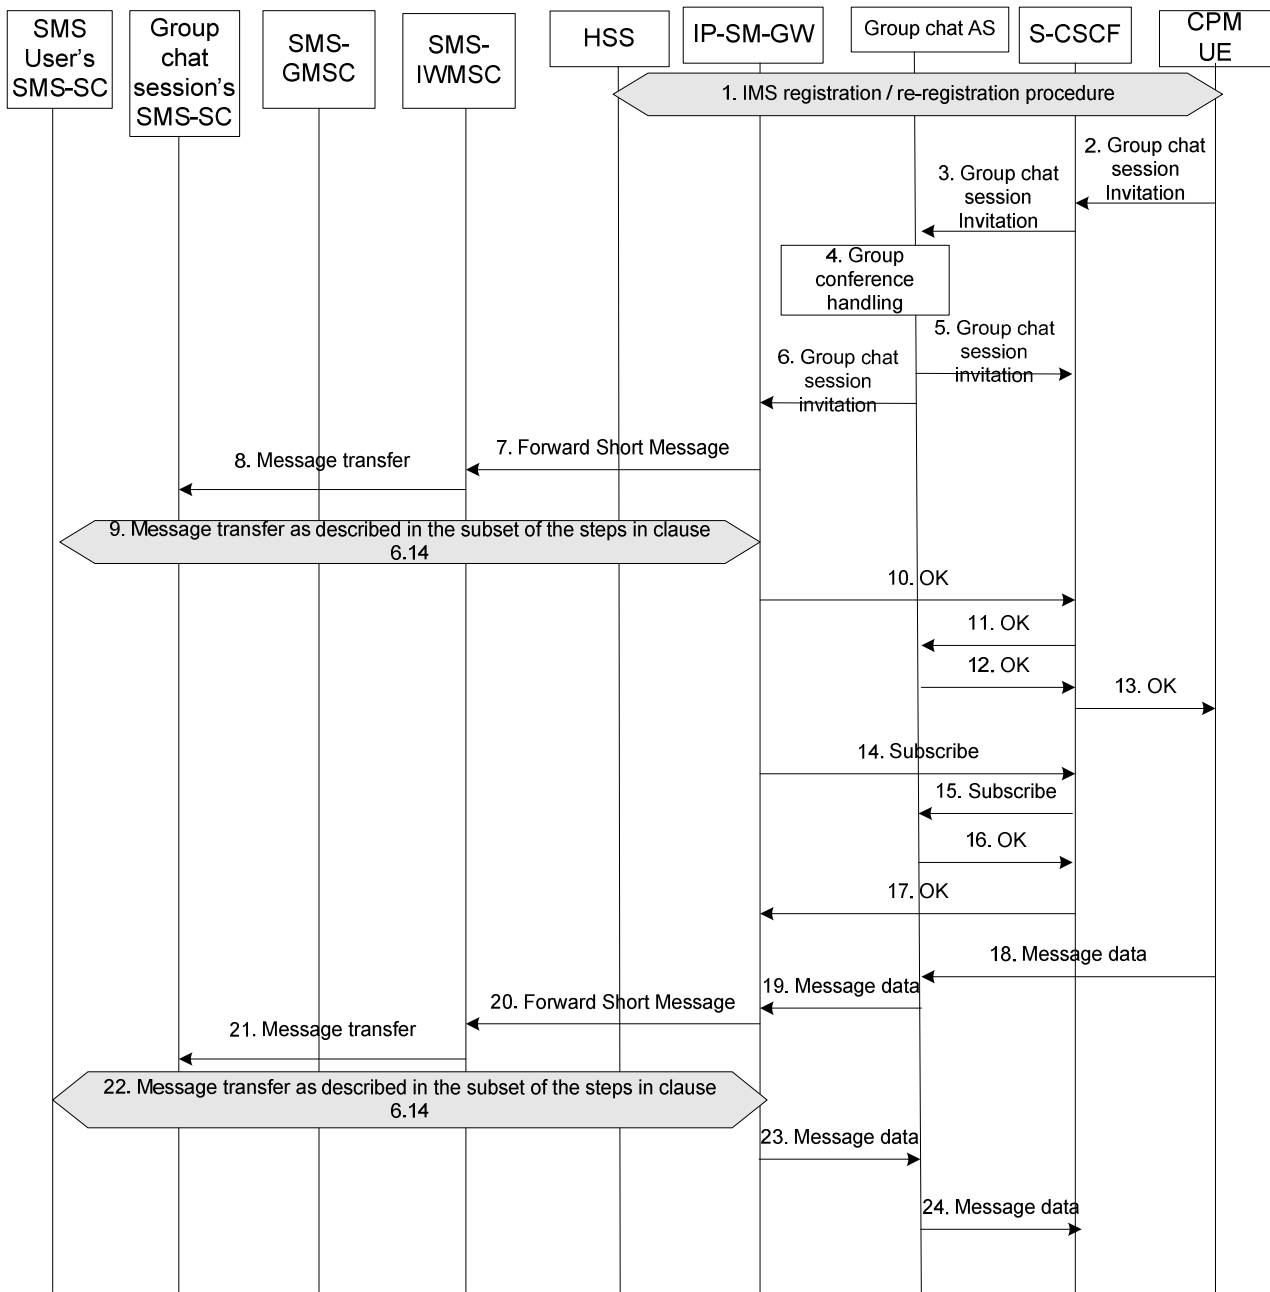 SMS
User's
SMS-SC
Group
chat
session's
SMS-SC
SMS-
GMSC
SMS-
IWMSC
HSS
IP-SM-GW
Group chat AS
S-CSCF
CPM
UE
1. IMS registration / re-registration procedure
2. Group chat
session
Invitation
3. Group chat
session
Invitation
4. Group
conference
handling
5. Group chat
session
invitation
6. Group chat
session
invitation
7. Forward Short Message
8. Message transfer
9. Message transfer as described in the subset of the steps in clause
6.14
10. OK
11. OK
12. OK
13. OK
14. Subscribe
15. Subscribe
16. OK
17. OK
18. Message data
19. Message data
20. Forward Short Message
21. Message transfer
22. Message transfer as described in the subset of the steps in clause
6.14
23. Message data
24. Message data